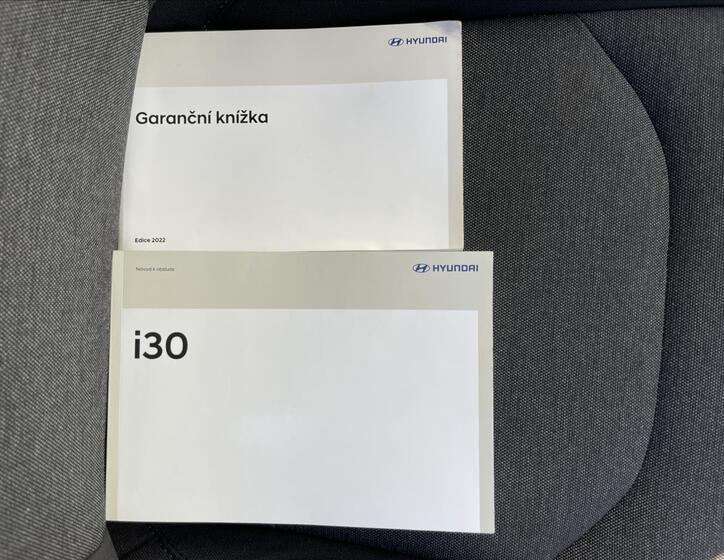 HYUNDAI
Garanční knížka
Edice 2022
Návod k obsluze
HYUNDAI
i30